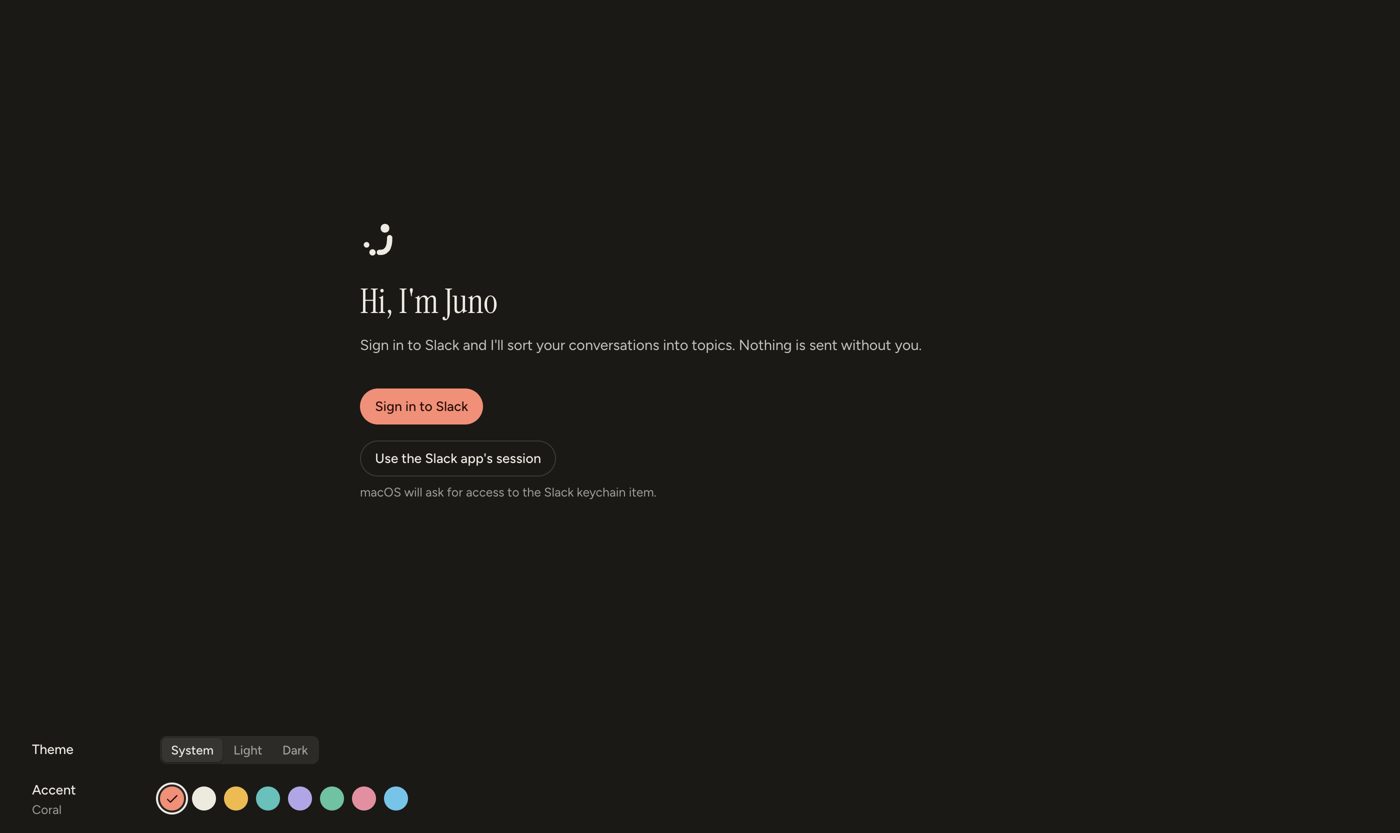 Hi, I'm Juno
Sign in to Slack and I'll sort your conversations into topics. Nothing is sent without you.
Sign in to Slack
Use the Slack app's session
macOS will ask for access to the Slack keychain item.
Theme
System Light Dark
Accent
Coral